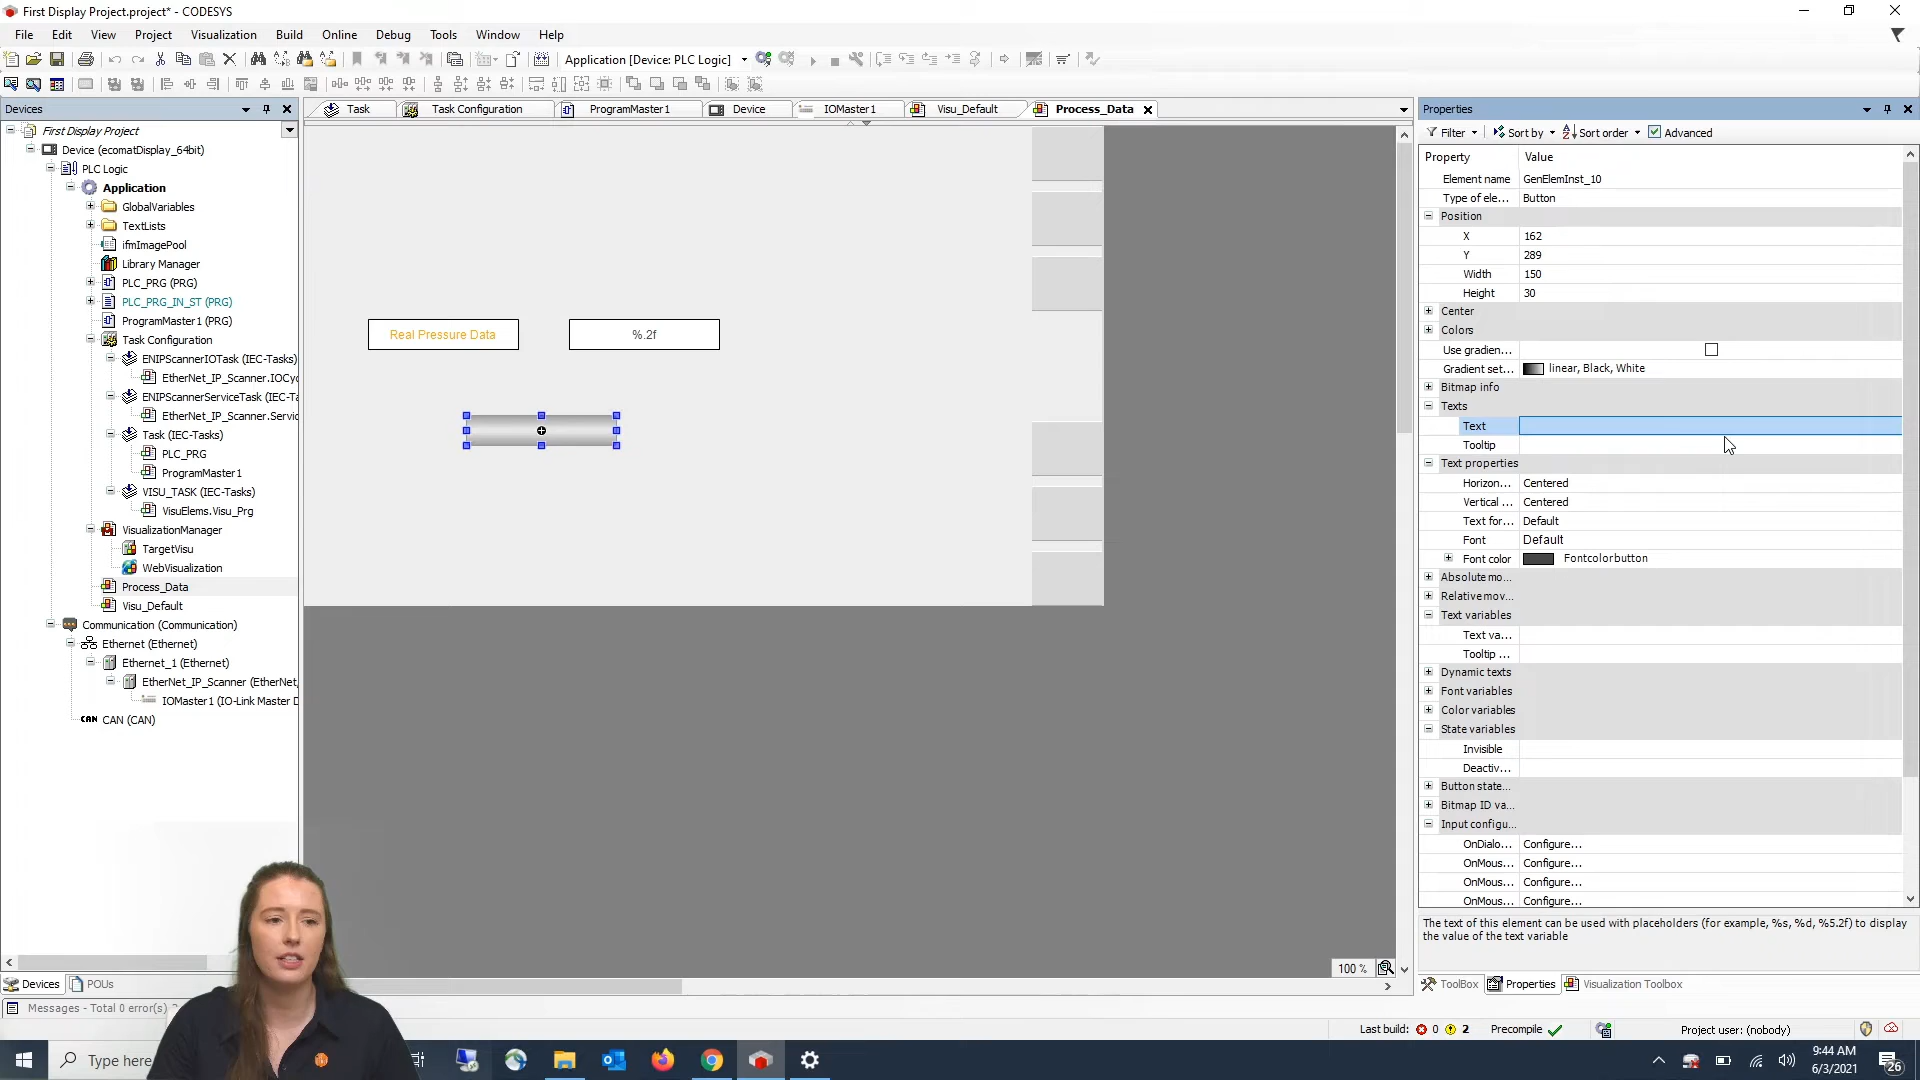 First Display Project.project* - CODESYS
File Edit View Project Visualization Build Online Debug Tools Window Help
Application [Device: PLC Logic]
Devices
First Display Project
Device (ecomatDisplay_64bit)
PLC Logic
Application
GlobalVariables
TextLists
ifmImagePool
Library Manager
PLC_PRG (PRG)
PLC_PRG_IN_ST (PRG)
ProgramMaster1 (PRG)
Task Configuration
ENIPScannerIOTask (IEC-Tasks)
EtherNet_IP_Scanner.IOCyc
ENIPScannerServiceTask (IEC-Ta
EtherNet_IP_Scanner.Servic
Task (IEC-Tasks)
PLC_PRG
ProgramMaster1
VISU_TASK (IEC-Tasks)
VisuElems.Visu_Prg
VisualizationManager
TargetVisu
WebVisualization
Process_Data
Visu_Default
Communication (Communication)
Ethernet (Ethernet)
Ethernet_1 (Ethernet)
EtherNet_IP_Scanner (EtherNet,
IOMaster1 (IO-Link Master D
CAN CAN (CAN)
Devices POUs
Messages - Total 0 error(s)
Task Task Configuration ProgramMaster1 Device IOMaster1 Visu_Default Process_Data
Real Pressure Data %.2f
100 %
Properties
Filter Sort by Sort order Advanced
Property Value
Element name GenElemInst_10
Type of ele... Button
Position
X 162
Y 289
Width 150
Height 30
Center
Colors
Use gradien...
Gradient set... linear, Black, White
Bitmap info
Texts
Text
Tooltip
Text properties
Horizon... Centered
Vertical ... Centered
Text for... Default
Font Default
Font color Fontcolorbutton
Absolute mo...
Relative mov...
Text variables
Text va...
Tooltip ...
Dynamic texts
Font variables
Color variables
State variables
Invisible
Deactiv...
Button state...
Bitmap ID va...
Input configu...
OnDialo... Configure...
OnMous... Configure...
OnMous... Configure...
OnMous... Configure...
The text of this element can be used with placeholders (for example, %s, %d, %5.2f) to display
the value of the text variable
ToolBox Properties Visualization Toolbox
Last build: 0 2 Precompile Project user: (nobody)
Type here
9:44 AM
6/3/2021
26